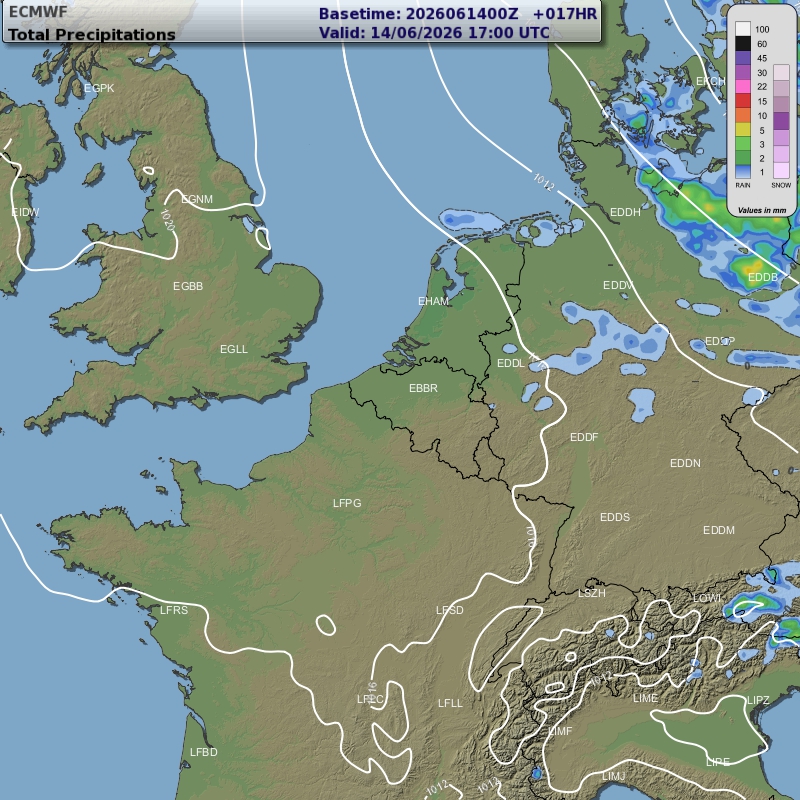 ECMWF
Basetime: 2026061400Z +017HR
Total Precipitations
Valid: 14/06/2026 17:00 UTC
100
60
45
30
22
15
10
5
3
2
1
RAIN SNOW
Values in mm
EGPK
EKCH
EIDW
EGNM
1020
1012
EDDH
EGBB
EDDV
EDDB
EHAM
EGLL
EDDL
EBBR
EDDF
EDDN
LFPG
EDDS
EDDM
1016
LFRS
LFSD
LSZH
LOWI
1016
LFLC
LFLL
1012
LIME
LIPZ
LFBD
LIMF
LIPE
LIMJ
1012
1012